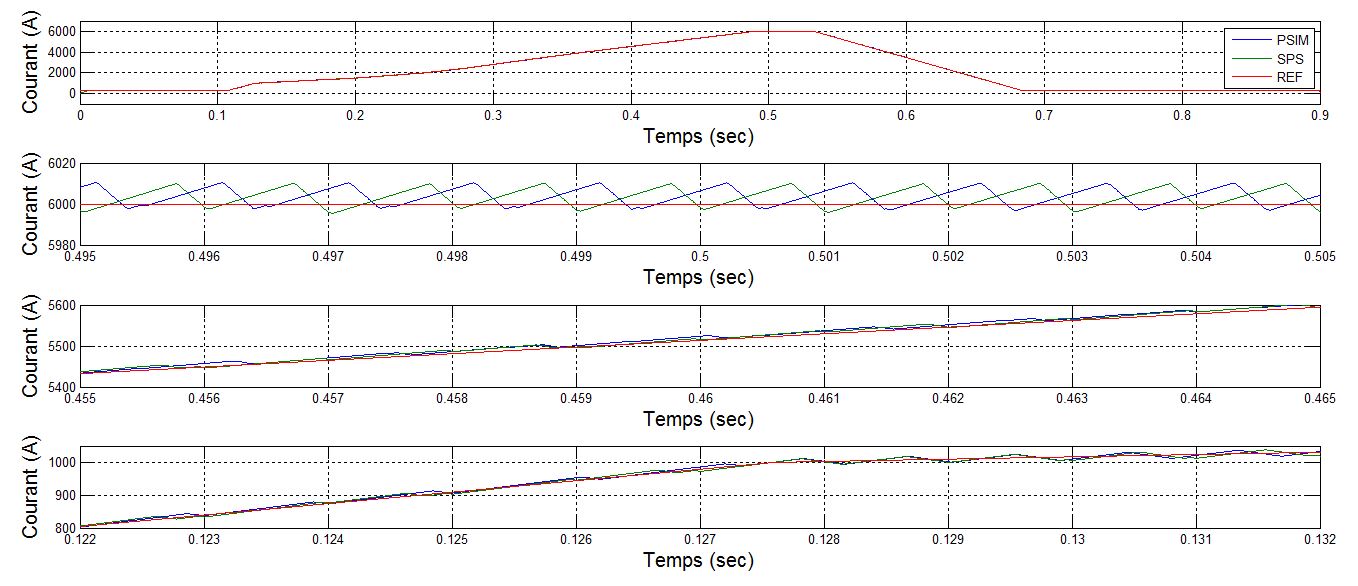 Courant (A)
6000
4000
2000
0
PSIM
SPS
REF
0 0.1 0.2 0.3 0.4 0.5 0.6 0.7 0.8 0.9
Temps (sec)
Courant (A)
6020
6000
5980
0.495 0.496 0.497 0.498 0.499 0.5 0.501 0.502 0.503 0.504 0.505
Temps (sec)
Courant (A)
5600
5500
5400
0.455 0.456 0.457 0.458 0.459 0.46 0.461 0.462 0.463 0.464 0.465
Temps (sec)
Courant (A)
1000
900
800
0.122 0.123 0.124 0.125 0.126 0.127 0.128 0.129 0.13 0.131 0.132
Temps (sec)